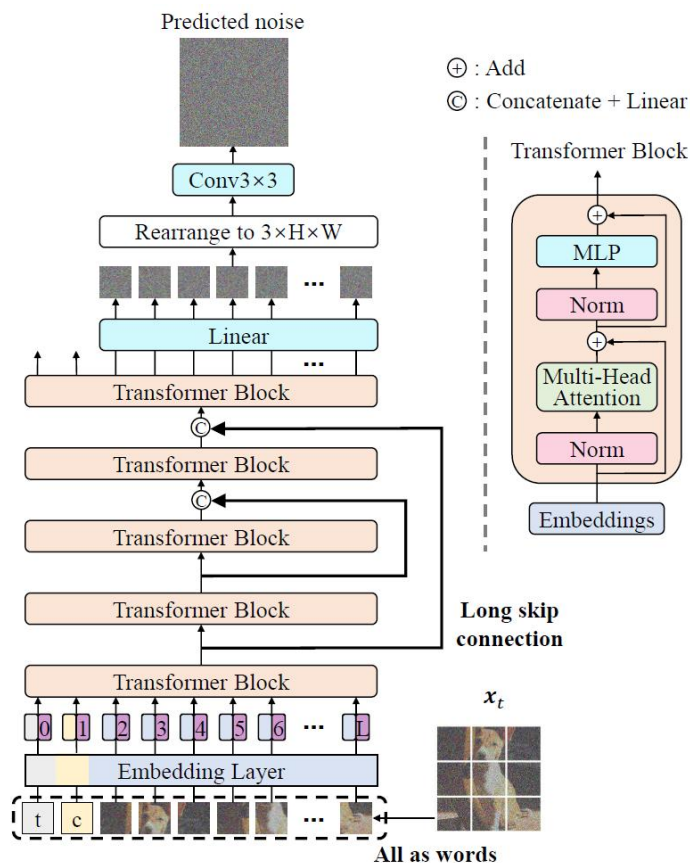 Predicted noise
Conv3×3
Rearrange to 3×H×W
...
Linear
...
Transformer Block
C
Transformer Block
C
Transformer Block
Transformer Block
Transformer Block
0 1 2 3 4 5 6 ... L
Embedding Layer
t c ...
All as words
Long skip
connection
x_t
+ : Add
C : Concatenate + Linear
Transformer Block
+
MLP
Norm
+
Multi-Head
Attention
Norm
Embeddings